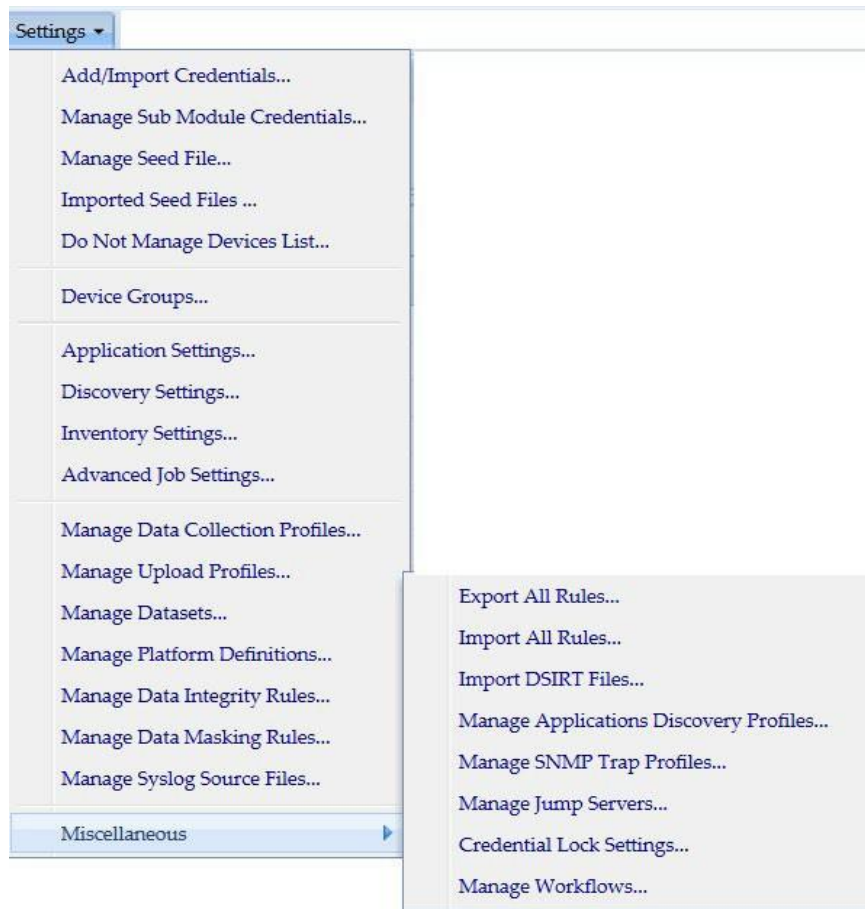 Settings
Add/Import Credentials...
Manage Sub Module Credentials...
Manage Seed File...
Imported Seed Files ...
Do Not Manage Devices List...
Device Groups...
Application Settings...
Discovery Settings...
Inventory Settings...
Advanced Job Settings...
Manage Data Collection Profiles...
Manage Upload Profiles...
Manage Datasets...
Manage Platform Definitions...
Manage Data Integrity Rules...
Manage Data Masking Rules...
Manage Syslog Source Files...
Miscellaneous
Export All Rules...
Import All Rules...
Import DSIRT Files...
Manage Applications Discovery Profiles...
Manage SNMP Trap Profiles...
Manage Jump Servers...
Credential Lock Settings...
Manage Workflows...